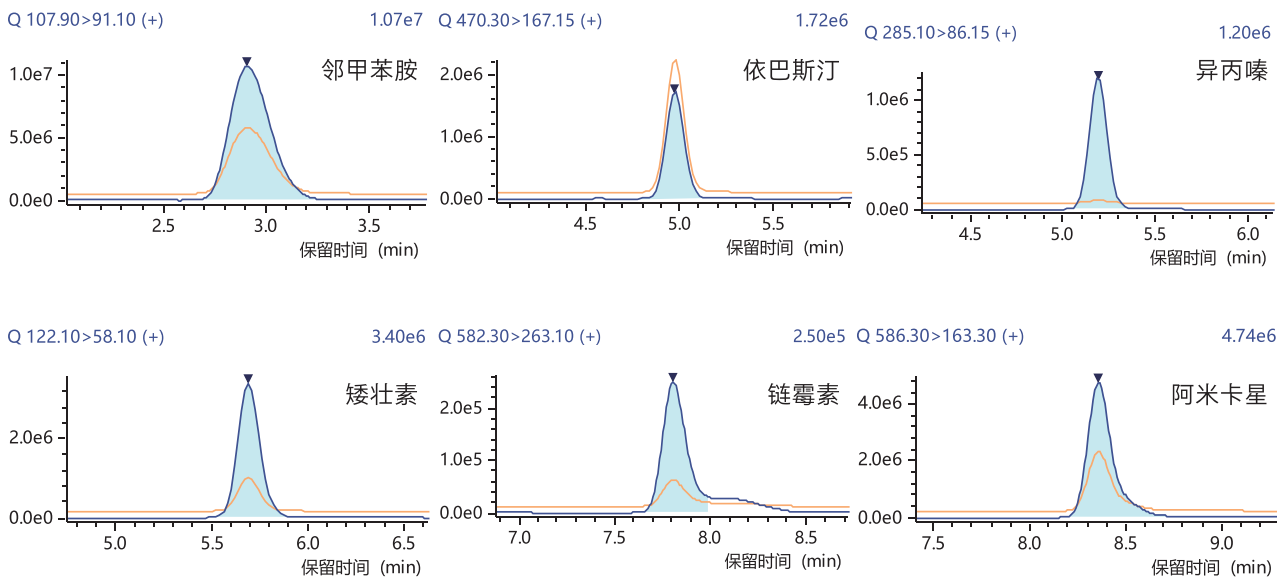 Q 107.90>91.10 (+) 1.07e7
邻甲苯胺
1.0e7
5.0e6
0.0e0
2.5 3.0 3.5
保留时间 (min)
Q 470.30>167.15 (+) 1.72e6
依巴斯汀
2.0e6
1.0e6
0.0e0
4.5 5.0 5.5
保留时间 (min)
Q 285.10>86.15 (+) 1.20e6
异丙嗪
1.0e6
5.0e5
0.0e0
4.5 5.0 5.5 6.0
保留时间 (min)
Q 122.10>58.10 (+) 3.40e6
矮壮素
2.0e6
0.0e0
5.0 5.5 6.0 6.5
保留时间 (min)
Q 582.30>263.10 (+) 2.50e5
链霉素
2.0e5
1.0e5
0.0e0
7.0 7.5 8.0 8.5
保留时间 (min)
Q 586.30>163.30 (+) 4.74e6
阿米卡星
4.0e6
2.0e6
0.0e0
7.5 8.0 8.5 9.0
保留时间 (min)